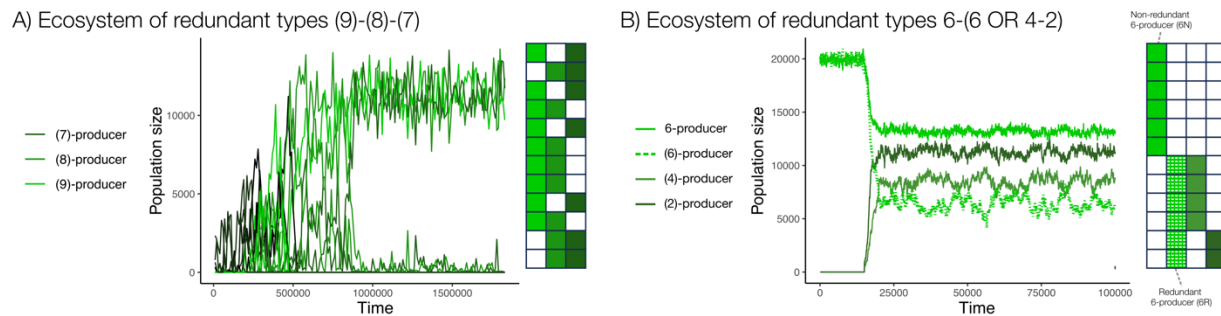 A) Ecosystem of redundant types (9)-(8)-(7)
Population size
10000
5000
0
0
500000
1000000
1500000
Time
(7)-producer
(8)-producer
(9)-producer
B) Ecosystem of redundant types 6-(6 OR 4-2)
Non-redundant
6-producer (6N)
Population size
20000
15000
10000
5000
0
0
25000
50000
75000
100000
Time
6-producer
(6)-producer
(4)-producer
(2)-producer
Redundant
6-producer (6R)